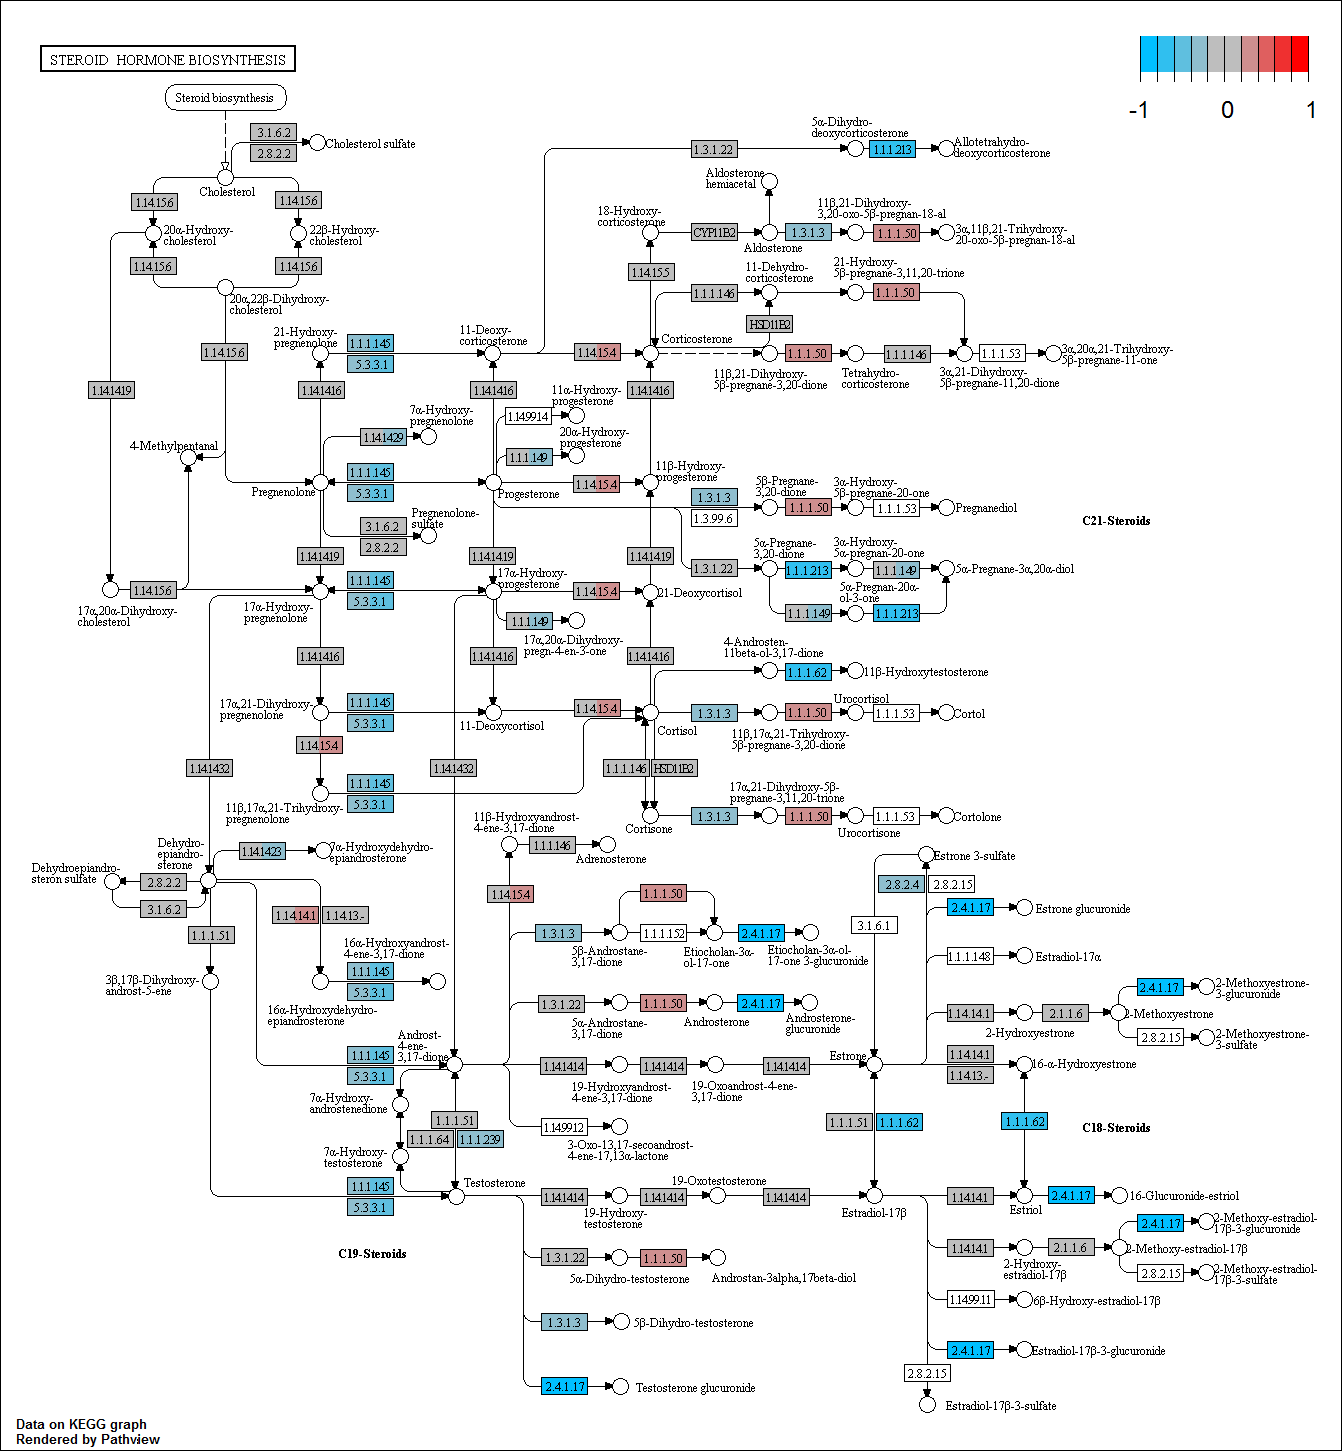 STEROID HORMONE BIOSYNTHESIS
-1 0 1
Steroid biosynthesis
3.1.6.2
2.8.2.2
Cholesterol sulfate
Cholesterol
1.14.15.6
1.14.15.6
20α-Hydroxy-
cholesterol
22β-Hydroxy-
cholesterol
1.14.15.6
1.14.15.6
20α,22β-Dihydroxy-
cholesterol
1.14.15.6
1.14.14.19
4-Methylpentanal
1.14.15.6
17α,20α-Dihydroxy-
cholesterol
21-Hydroxy-
pregnenolone
1.1.1.145
5.3.3.1
11-Deoxy-
corticosterone
1.14.15.4
Corticosterone
1.14.14.16
1.14.14.16
1.14.14.16
7α-Hydroxy-
pregnenolone
1.14.14.29
11α-Hydroxy-
progesterone
1.14.99.14
20α-Hydroxy-
progesterone
1.1.1.149
Pregnenolone
1.1.1.145
5.3.3.1
Progesterone
1.14.15.4
11β-Hydroxy-
progesterone
Pregnenolone-
sulfate
3.1.6.2
2.8.2.2
1.14.14.19
1.14.14.19
1.14.14.19
17α-Hydroxy-
pregnenolone
1.1.1.145
5.3.3.1
17α-Hydroxy-
progesterone
1.14.15.4
21-Deoxycortisol
1.1.1.149
17α,20α-Dihydroxy-
pregn-4-en-3-one
1.14.14.16
1.14.14.16
1.14.14.16
17α,21-Dihydroxy-
pregnenolone
1.1.1.145
5.3.3.1
11-Deoxycortisol
1.14.15.4
Cortisol
1.14.15.4
1.14.14.32
1.14.14.32
1.1.1.146
HSD11B2
1.1.1.145
5.3.3.1
11β,17α,21-Trihydroxy-
pregnenolone
Cortisone
5α-Dihydro-
deoxycorticosterone
1.3.1.22
1.1.1.213
Allotetrahydro-
deoxycorticosterone
Aldosterone
hemiacetal
18-Hydroxy-
corticosterone
CYP11B2
Aldosterone
11β,21-Dihydroxy-
3,20-oxo-5β-pregnan-18-al
1.3.1.3
1.1.1.50
3α,11β,21-Trihydroxy-
20-oxo-5β-pregnan-18-al
1.14.15.5
11-Dehydro-
corticosterone
1.1.1.146
21-Hydroxy-
5β-pregnane-3,11,20-trione
1.1.1.50
HSD11B2
1.1.1.50
1.1.1.146
1.1.1.53
3α,20α,21-Trihydroxy-
5β-pregnane-11-one
11β,21-Dihydroxy-
5β-pregnane-3,20-dione
Tetrahydro-
corticosterone
3α,21-Dihydroxy-
5β-pregnane-11,20-dione
1.3.1.3
1.3.99.6
5β-Pregnane-
3,20-dione
1.1.1.50
3α-Hydroxy-
5β-pregnane-20-one
1.1.1.53
Pregnanediol
C21-Steroids
1.3.1.22
5α-Pregnane-
3,20-dione
1.1.1.213
3α-Hydroxy-
5α-pregnan-20-one
1.1.1.149
5α-Pregnane-3α,20α-diol
5α-Pregnan-20α-
ol-3-one
1.1.1.149
1.1.1.213
4-Androsten-
11beta-ol-3,17-dione
1.1.1.62
11β-Hydroxytestosterone
1.3.1.3
1.1.1.50
Urocortisol
1.1.1.53
Cortol
11β,17α,21-Trihydroxy-
5β-pregnane-3,20-dione
17α,21-Dihydroxy-5β-
pregnane-3,11,20-trione
1.3.1.3
1.1.1.50
1.1.1.53
Cortolone
Urocortisone
Dehydro-
epiandro-
sterone
1.14.14.23
7α-Hydroxydehydro-
epiandrosterone
Dehydroepiandro-
steron sulfate
2.8.2.2
3.1.6.2
1.1.1.51
1.14.14.1
1.14.13.-
16α-Hydroxyandrost-
4-ene-3,17-dione
1.1.1.145
5.3.3.1
3β,17β-Dihydroxy-
androst-5-ene
16α-Hydroxydehydro-
epiandrosterone
11β-Hydroxyandrost-
4-ene-3,17-dione
1.1.1.146
Adrenosterone
1.14.15.4
1.1.1.50
1.3.1.3
1.1.1.152
2.4.1.17
5β-Androstane-
3,17-dione
Etiocholan-3α-
ol-17-one
Etiocholan-3α-ol-
17-one 3-glucuronide
1.3.1.22
1.1.1.50
2.4.1.17
5α-Androstane-
3,17-dione
Androsterone
Androsterone-
glucuronide
Androst-
4-ene-
3,17-dione
1.1.1.145
5.3.3.1
1.14.14.14
1.14.14.14
1.14.14.14
Estrone
19-Hydroxyandrost-
4-ene-3,17-dione
19-Oxoandrost-4-ene-
3,17-dione
7α-Hydroxy-
androstenedione
1.1.1.51
1.1.1.64
1.1.1.239
1.14.99.12
3-Oxo-13,17-secoandrost-
4-ene-17,13α-lactone
7α-Hydroxy-
testosterone
1.1.1.145
5.3.3.1
Testosterone
1.14.14.14
1.14.14.14
19-Oxotestosterone
1.14.14.14
19-Hydroxy-
testosterone
Estradiol-17β
C19-Steroids
1.3.1.22
1.1.1.50
5α-Dihydro-testosterone
Androstan-3alpha,17beta-diol
1.3.1.3
5β-Dihydro-testosterone
2.4.1.17
Testosterone glucuronide
Estrone 3-sulfate
2.8.2.4
2.8.2.15
3.1.6.1
2.4.1.17
Estrone glucuronide
1.1.1.148
Estradiol-17α
1.14.14.1
2-Hydroxyestrone
2.1.1.6
2-Methoxyestrone
2.4.1.17
2-Methoxyestrone-
3-glucuronide
2.8.2.15
2-Methoxyestrone-
3-sulfate
1.14.14.1
1.14.13.-
16-α-Hydroxyestrone
1.1.1.51
1.1.1.62
1.1.1.62
C18-Steroids
1.14.14.1
Estriol
2.4.1.17
16-Glucuronide-estriol
1.14.14.1
2-Hydroxy-
estradiol-17β
2.1.1.6
2-Methoxy-estradiol-17β
2.4.1.17
2-Methoxy-estradiol-
17β-3-glucuronide
2.8.2.15
2-Methoxy-estradiol-
17β-3-sulfate
1.14.99.11
6β-Hydroxy-estradiol-17β
2.4.1.17
Estradiol-17β-3-glucuronide
2.8.2.15
Estradiol-17β-3-sulfate
Data on KEGG graph
Rendered by Pathview